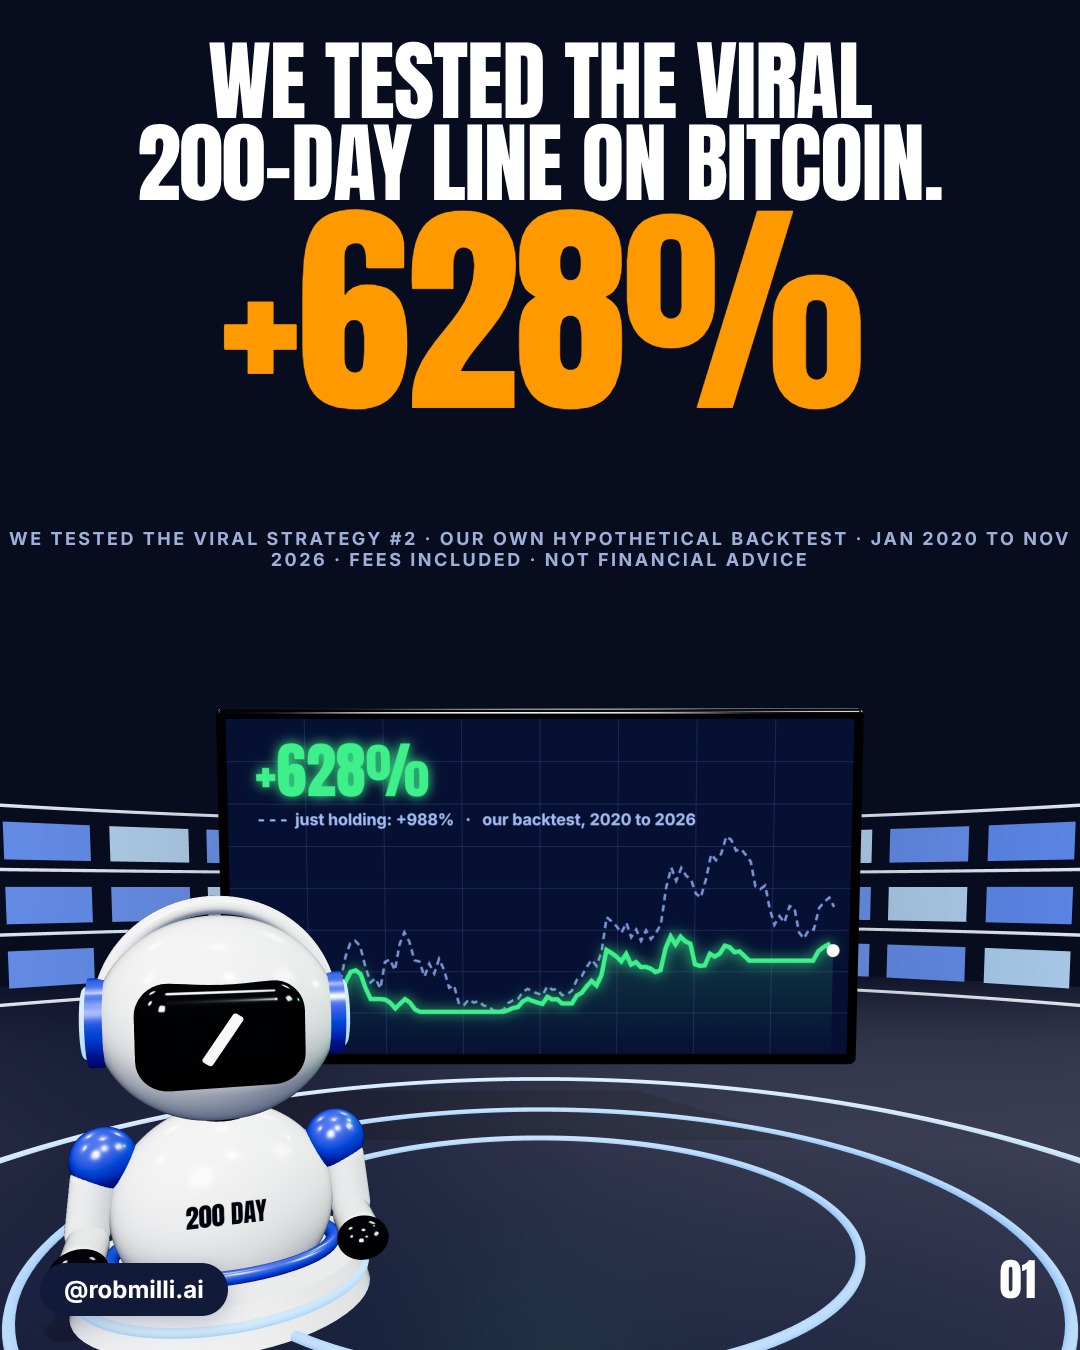 WE TESTED THE VIRAL
200-DAY LINE ON BITCOIN.
+628%
WE TESTED THE VIRAL STRATEGY #2 · OUR OWN HYPOTHETICAL BACKTEST · JAN 2020 TO NOV
2026 · FEES INCLUDED · NOT FINANCIAL ADVICE
+628%
--- just holding: +988% · our backtest, 2020 to 2026
200 DAY
@robmilli.ai
01